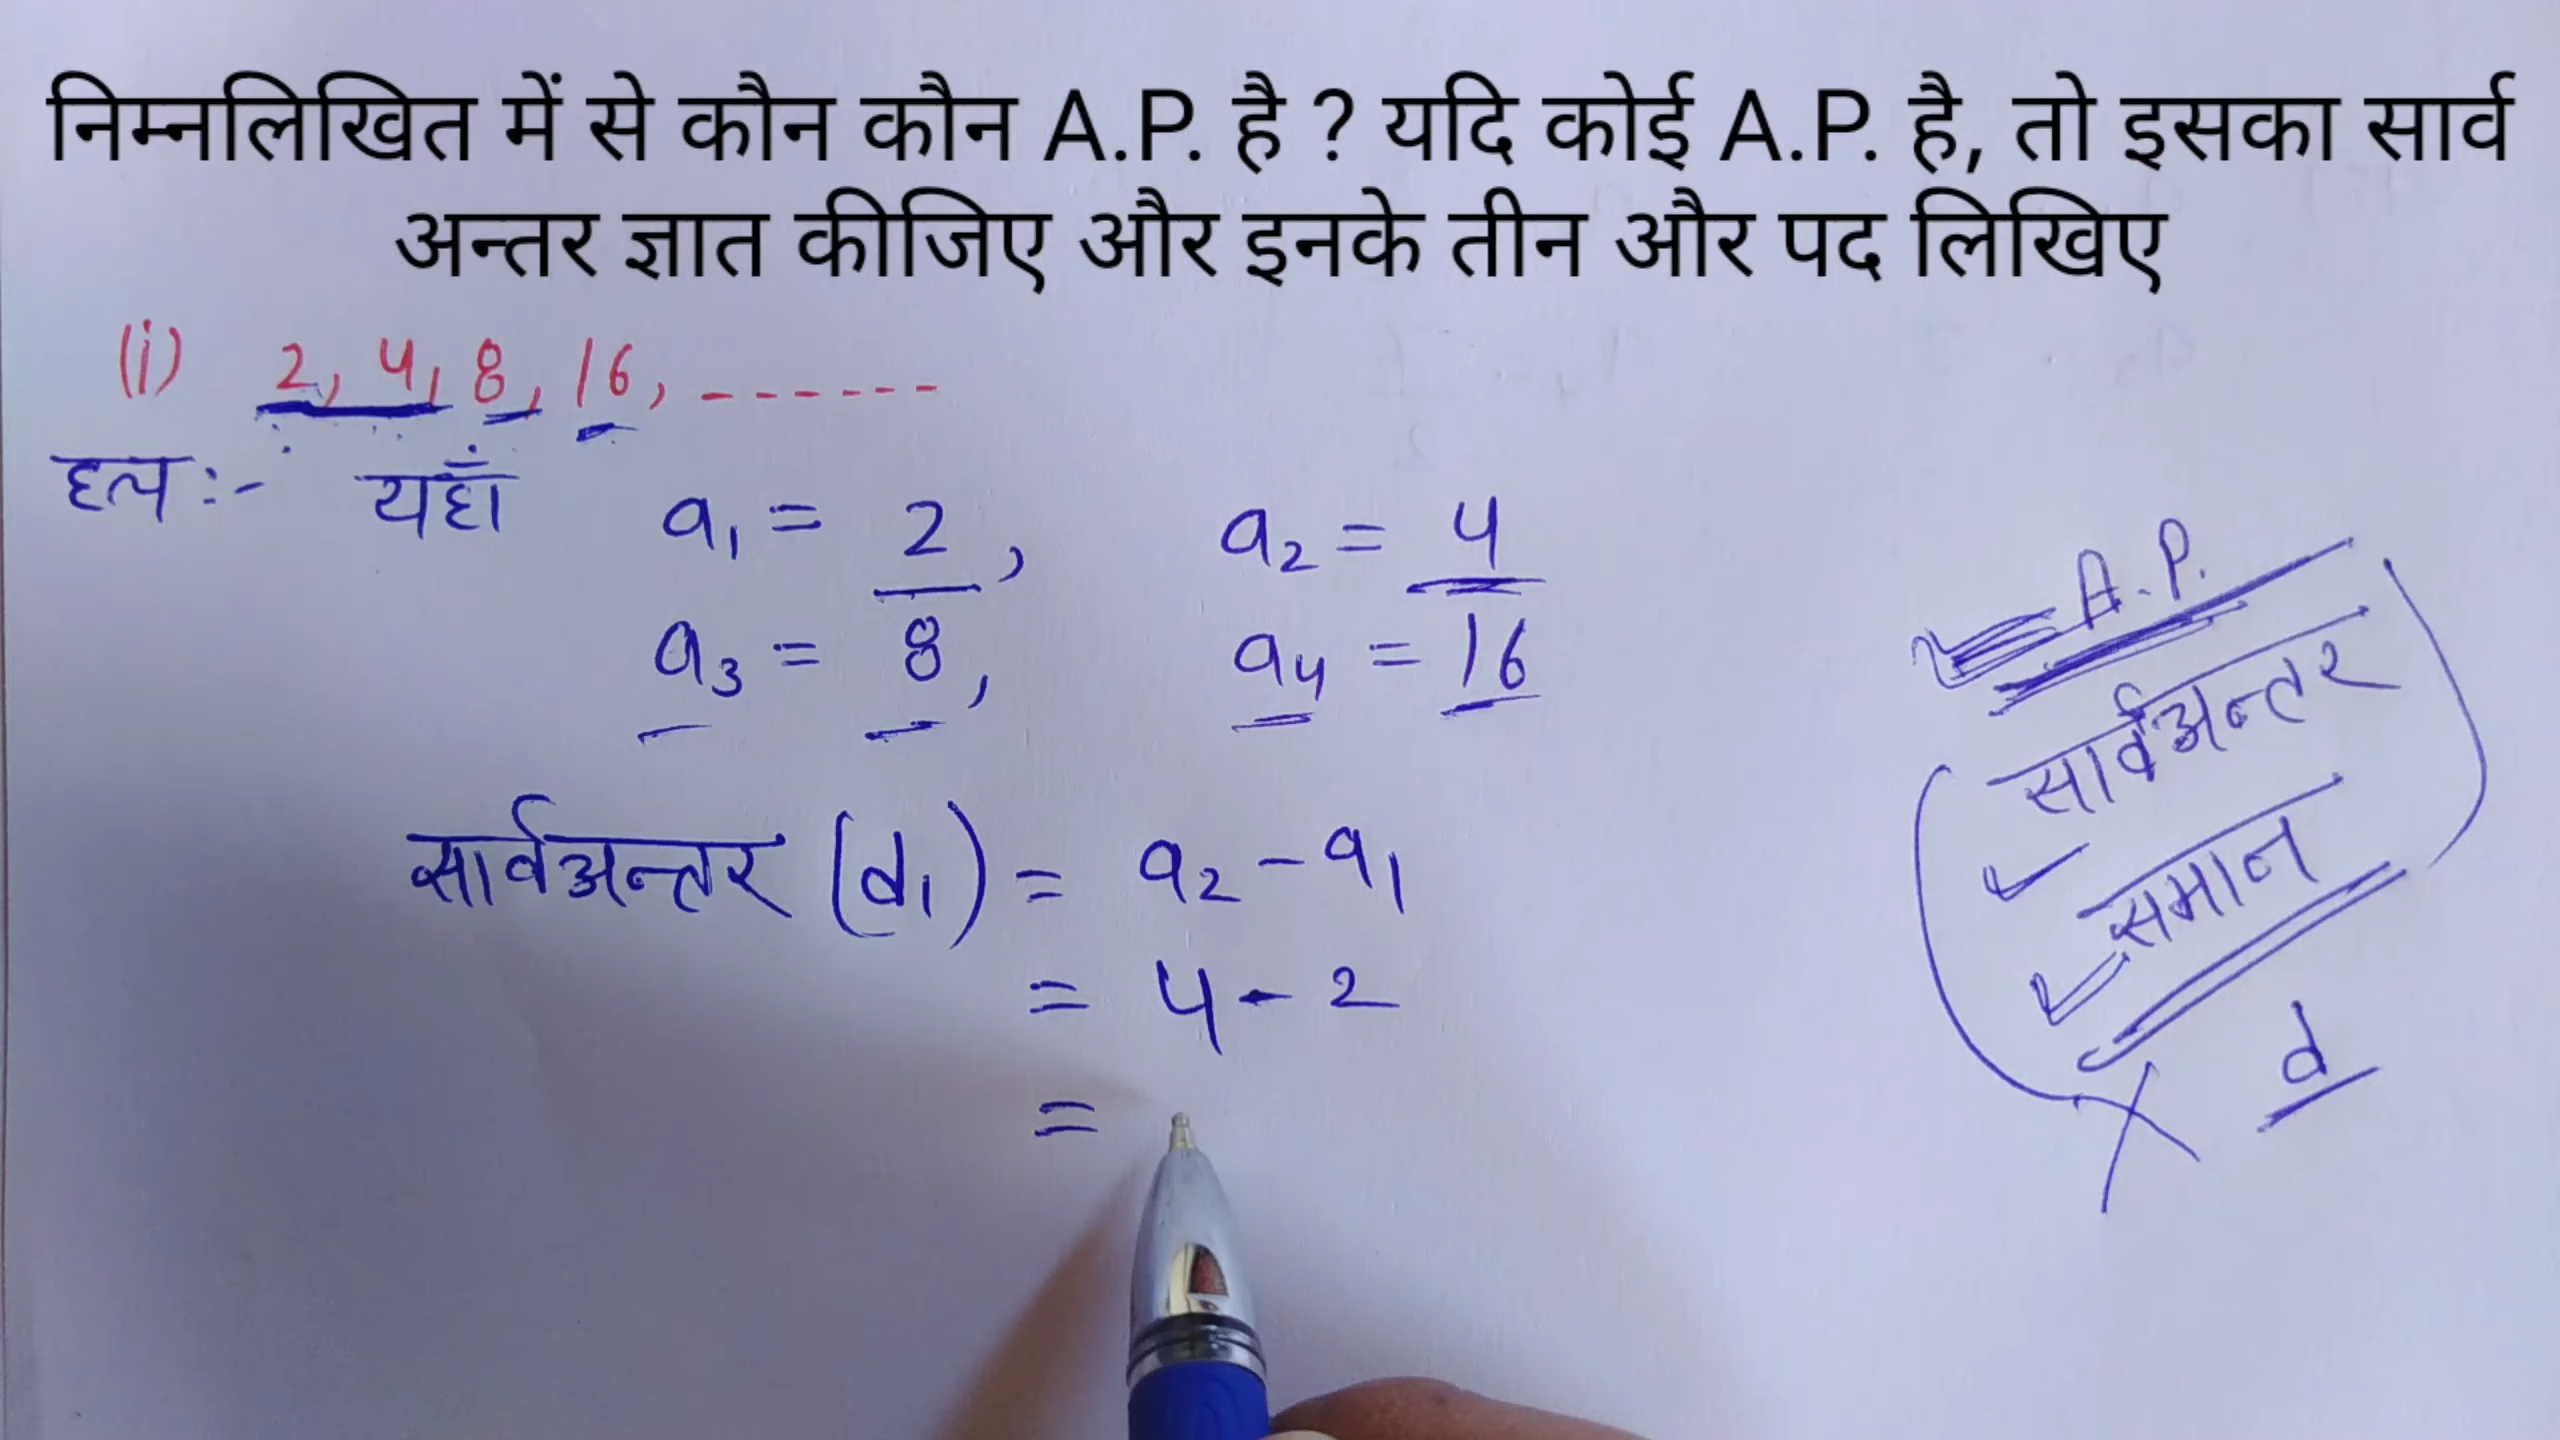 निम्नलिखित में से कौन कौन A.P. है ? यदि कोई A.P. है, तो इसका सार्व
अन्तर ज्ञात कीजिए और इनके तीन और पद लिखिए
(i) 2, 4, 8, 16, ------
हल:- यहाँ a₁ = 2, a₂ = 4
a₃ = 8, a₄ = 16
सार्वअन्तर (d₁) = a₂ - a₁
= 4 - 2
=
A.P.
सार्वअन्तर
समान
d